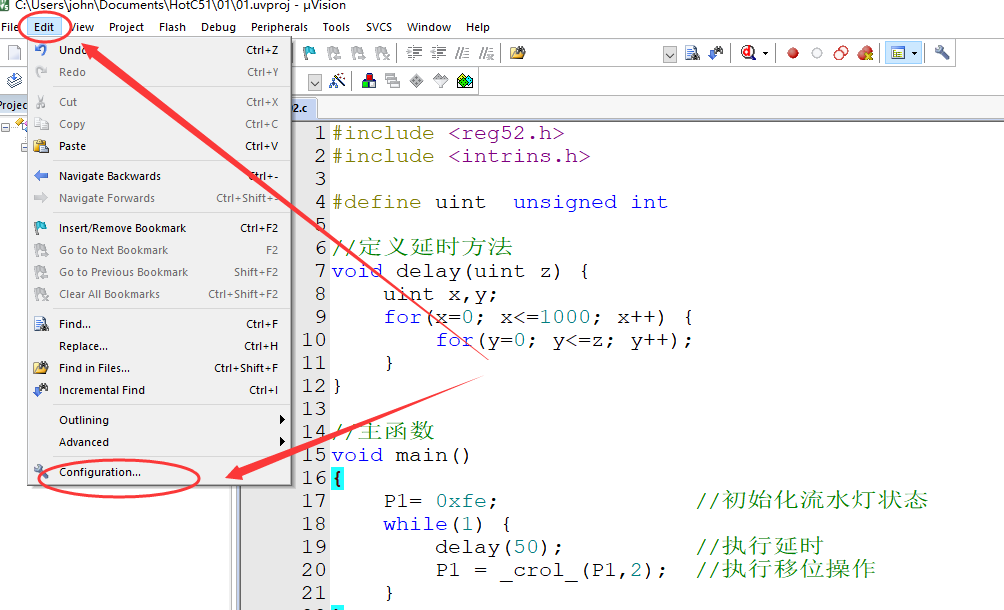 C:\Users\john\Documents\HotC51\01\01.uvproj - µVision
File Edit View Project Flash Debug Peripherals Tools SVCS Window Help
Undo Ctrl+Z
Redo Ctrl+Y
Cut Ctrl+X
Copy Ctrl+C
Paste Ctrl+V
Navigate Backwards Ctrl+-
Navigate Forwards Ctrl+Shift+-
Insert/Remove Bookmark Ctrl+F2
Go to Next Bookmark F2
Go to Previous Bookmark Shift+F2
Clear All Bookmarks Ctrl+Shift+F2
Find... Ctrl+F
Replace... Ctrl+H
Find in Files... Ctrl+Shift+F
Incremental Find Ctrl+I
Outlining
Advanced
Configuration...
Projec
02.c
1 #include <reg52.h>
2 #include <intrins.h>
3
4 #define uint  unsigned int
5
6 //定义延时方法
7 void delay(uint z) {
8     uint x,y;
9     for(x=0; x<=1000; x++) {
10         for(y=0; y<=z; y++);
11     }
12 }
13
14 //主函数
15 void main()
16 {
17     P1= 0xfe;                //初始化流水灯状态
18     while(1) {
19         delay(50);           //执行延时
20         P1 = _crol_(P1,2);   //执行移位操作
21     }